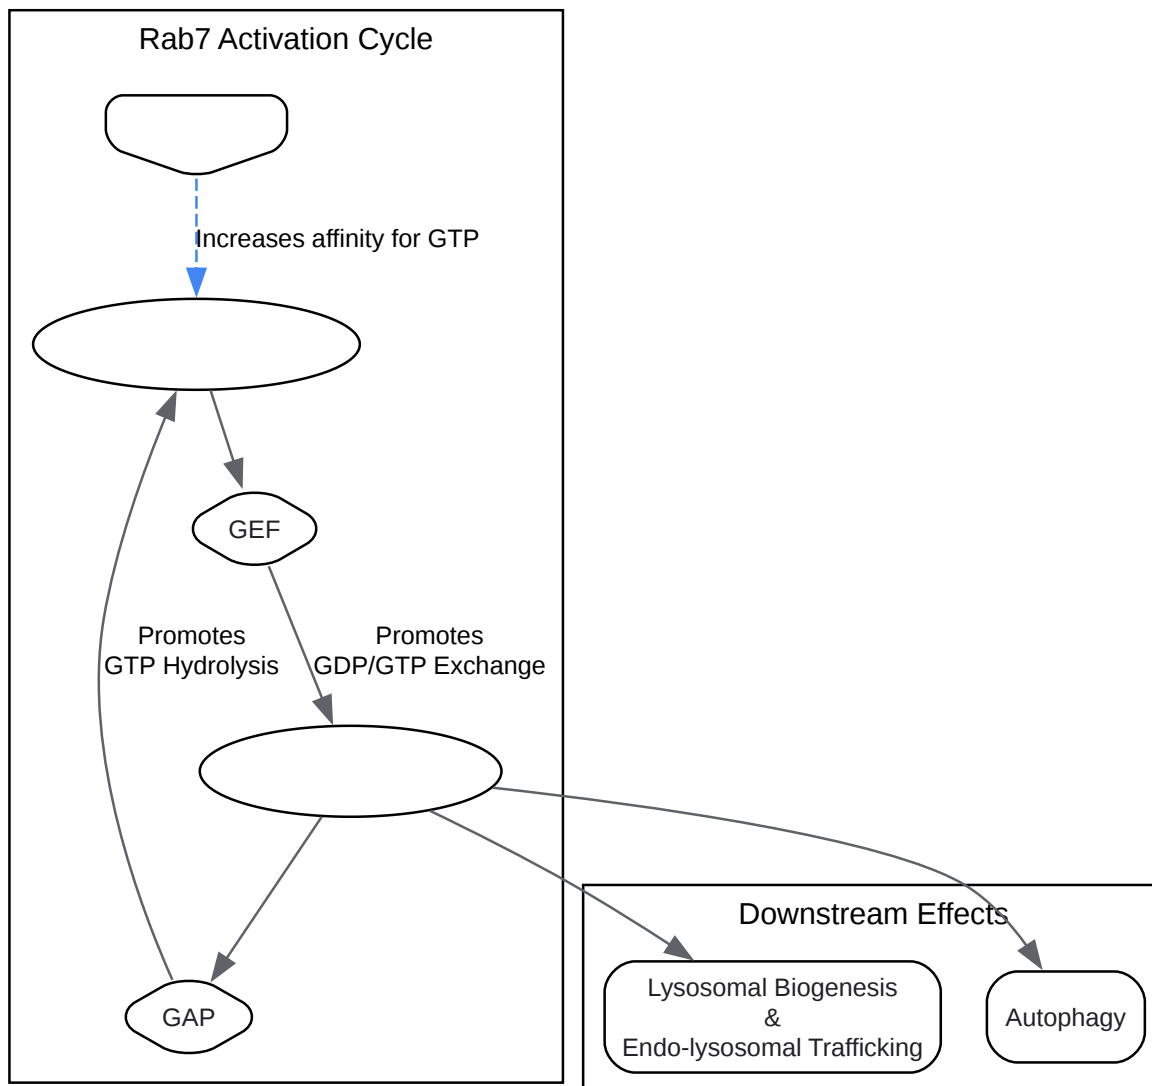 Rab7 Activation Cycle
Increases affinity for GTP
GEF
Promotes
GTP Hydrolysis
Promotes
GDP/GTP Exchange
GAP
Downstream Effects
Lysosomal Biogenesis
&
Endo-lysosomal Trafficking
Autophagy